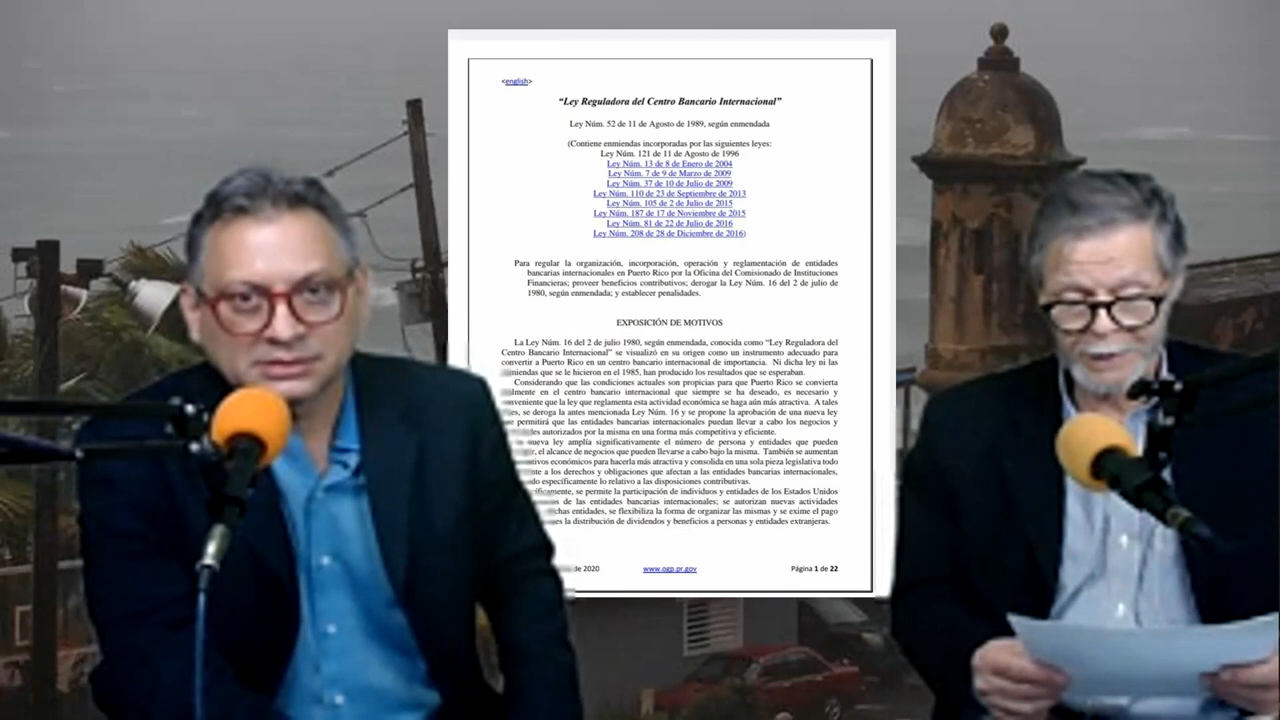 <english>
“Ley Reguladora del Centro Bancario Internacional”
Ley Núm. 52 de 11 de Agosto de 1989, según enmendada
(Contiene enmiendas incorporadas por las siguientes leyes:
Ley Núm. 121 de 11 de Agosto de 1996
Ley Núm. 13 de 8 de Enero de 2004
Ley Núm. 7 de 9 de Marzo de 2009
Ley Núm. 37 de 10 de Julio de 2009
Ley Núm. 110 de 23 de Septiembre de 2013
Ley Núm. 105 de 2 de Julio de 2015
Ley Núm. 187 de 17 de Noviembre de 2015
Ley Núm. 81 de 22 de Julio de 2016
Ley Núm. 208 de 28 de Diciembre de 2016)
Para regular la organización, incorporación, operación y reglamentación de entidades
bancarias internacionales en Puerto Rico por la Oficina del Comisionado de Instituciones
Financieras; proveer beneficios contributivos; derogar la Ley Núm. 16 del 2 de julio de
1980, según enmendada; y establecer penalidades.
EXPOSICIÓN DE MOTIVOS
La Ley Núm. 16 del 2 de julio 1980, según enmendada, conocida como “Ley Reguladora del
Centro Bancario Internacional” se visualizó en su origen como un instrumento adecuado para
convertir a Puerto Rico en un centro bancario internacional de importancia. Ni dicha ley ni las
miendas que se le hicieron en el 1985, han producido los resultados que se esperaban.
Considerando que las condiciones actuales son propicias para que Puerto Rico se convierta
lmente en el centro bancario internacional que siempre se ha deseado, es necesario y
nveniente que la ley que reglamenta esta actividad económica se haga aún más atractiva. A tales
es, se deroga la antes mencionada Ley Núm. 16 y se propone la aprobación de una nueva ley
e permitirá que las entidades bancarias internacionales puedan llevar a cabo los negocios y
des autorizados por la misma en una forma más competitiva y eficiente.
nueva ley amplía significativamente el número de persona y entidades que pueden
, el alcance de negocios que pueden llevarse a cabo bajo la misma. También se aumentan
tivos económicos para hacerla más atractiva y consolida en una sola pieza legislativa todo
te a los derechos y obligaciones que afectan a las entidades bancarias internacionales,
do específicamente lo relativo a las disposiciones contributivas.
íficamente, se permite la participación de individuos y entidades de los Estados Unidos
de las entidades bancarias internacionales; se autorizan nuevas actividades
chas entidades, se flexibiliza la forma de organizar las mismas y se exime el pago
es la distribución de dividendos y beneficios a personas y entidades extranjeras.
de 2020 www.ogp.pr.gov Página 1 de 22